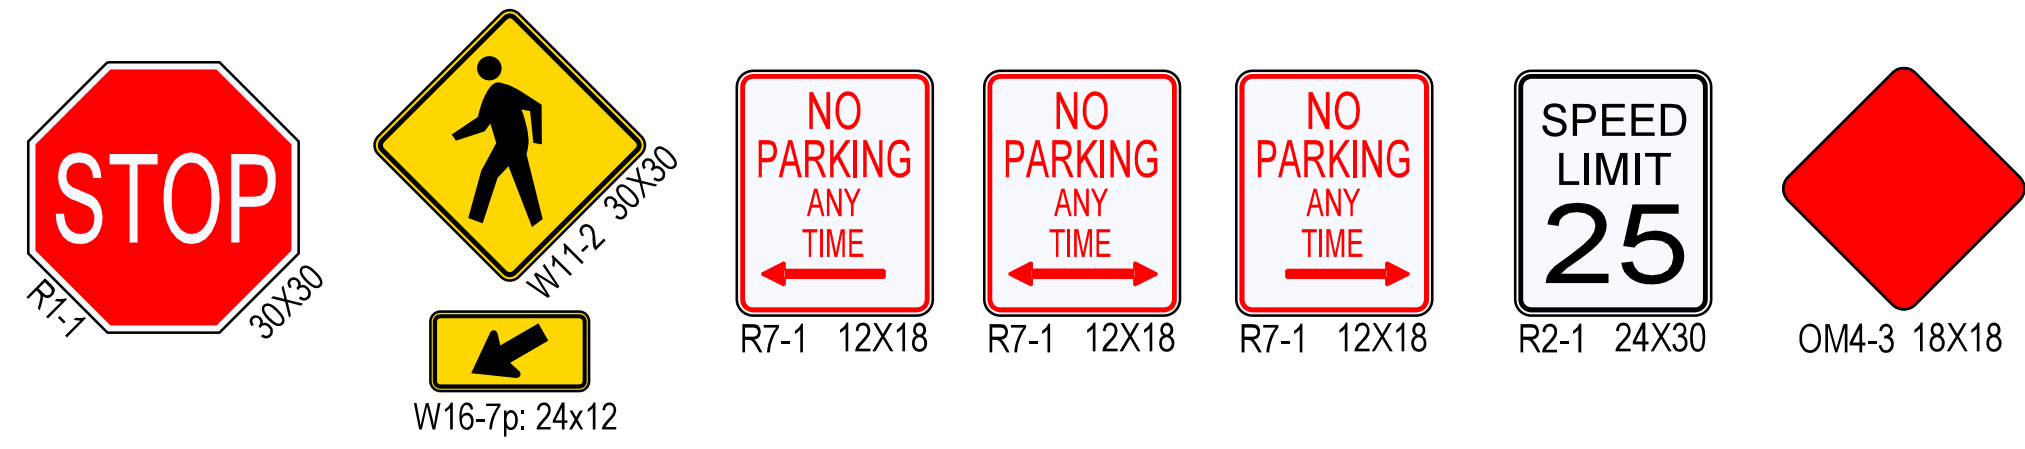 STOP
R1-1
30X30
W11-2 30X30
W16-7p: 24x12
NO
PARKING
ANY
TIME
R7-1 12X18
NO
PARKING
ANY
TIME
R7-1 12X18
NO
PARKING
ANY
TIME
R7-1 12X18
SPEED
LIMIT
25
R2-1 24X30
OM4-3 18X18